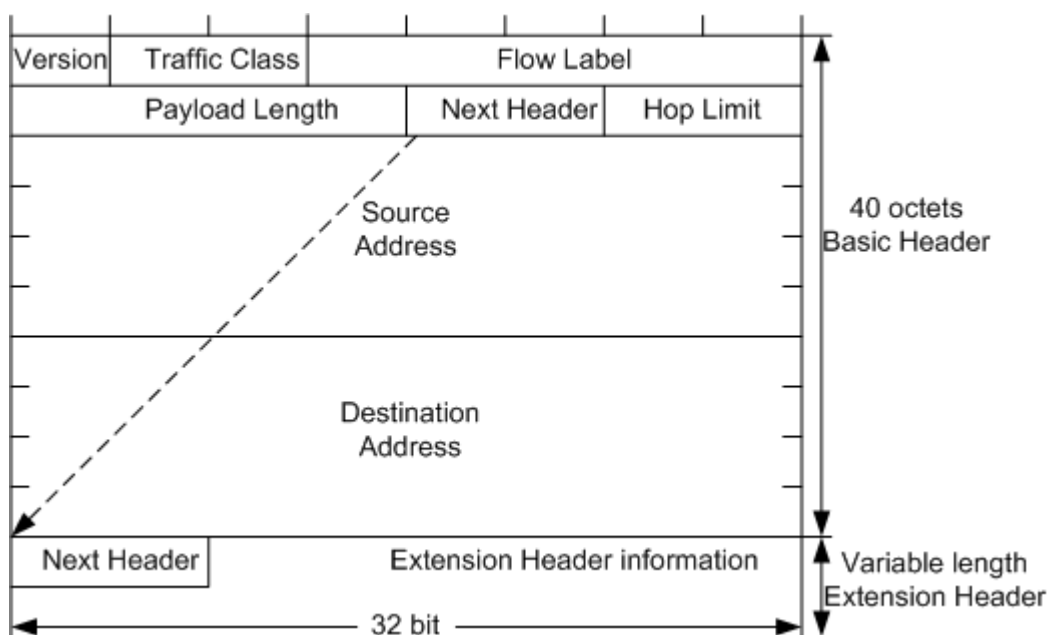 Version Traffic Class Flow Label
Payload Length Next Header Hop Limit
Source
Address
40 octets
Basic Header
Destination
Address
Next Header Extension Header information
Variable length
Extension Header
32 bit